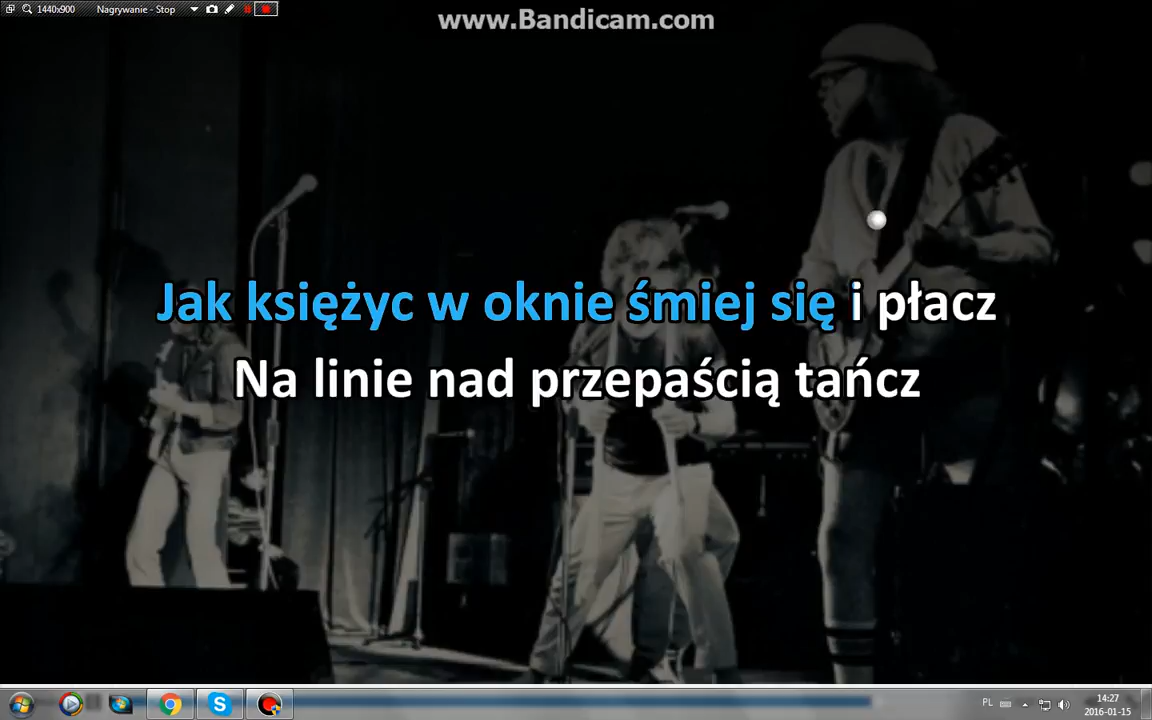 1440x900 Nagrywanie - Stop
www.Bandicam.com
Jak księżyc w oknie śmiej się i płacz
Na linie nad przepaścią tańcz
PL 14:27
2016-01-15